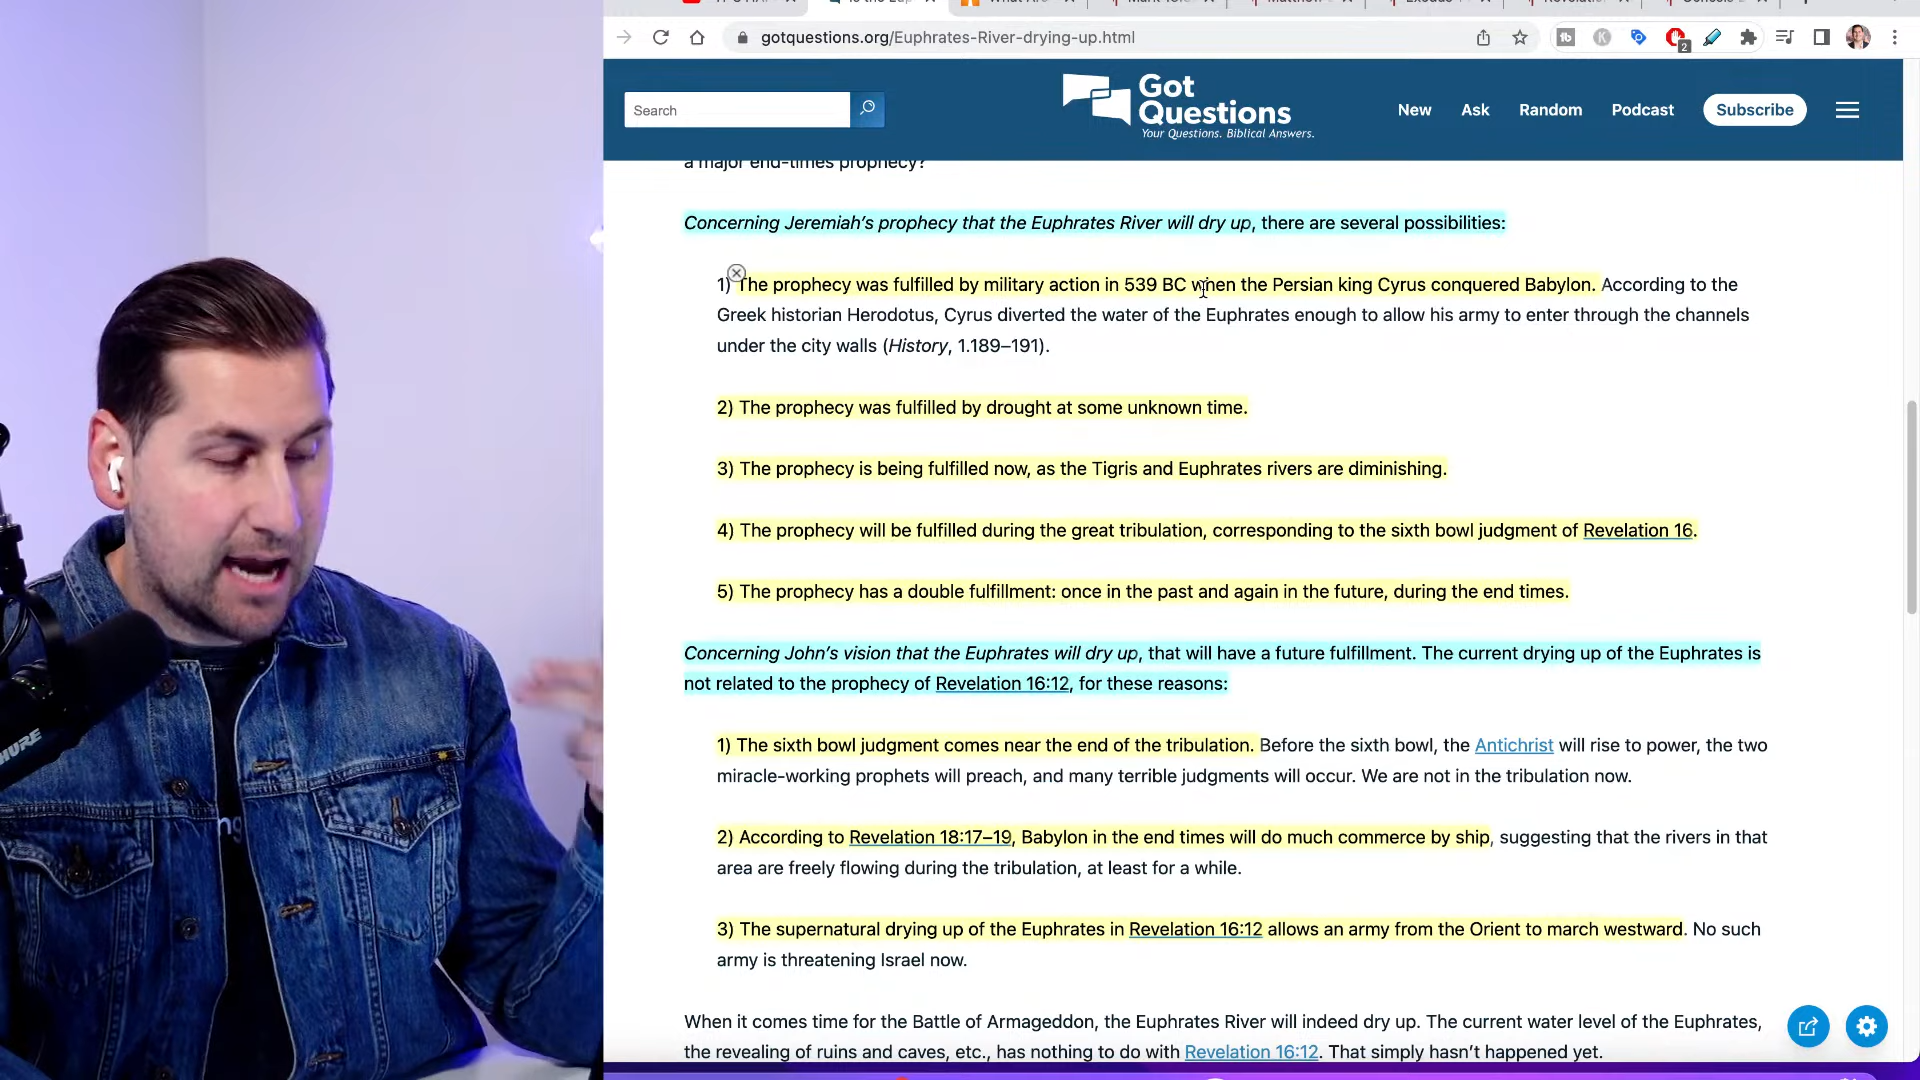 gotquestions.org/Euphrates-River-drying-up.html
2
Search
Got
Questions
Your Questions. Biblical Answers.
New Ask Random Podcast Subscribe
a major end-times prophecy?
Concerning Jeremiah's prophecy that the Euphrates River will dry up, there are several possibilities:
1) The prophecy was fulfilled by military action in 539 BC when the Persian king Cyrus conquered Babylon. According to the
Greek historian Herodotus, Cyrus diverted the water of the Euphrates enough to allow his army to enter through the channels
under the city walls (History, 1.189–191).
2) The prophecy was fulfilled by drought at some unknown time.
3) The prophecy is being fulfilled now, as the Tigris and Euphrates rivers are diminishing.
4) The prophecy will be fulfilled during the great tribulation, corresponding to the sixth bowl judgment of Revelation 16.
5) The prophecy has a double fulfillment: once in the past and again in the future, during the end times.
Concerning John's vision that the Euphrates will dry up, that will have a future fulfillment. The current drying up of the Euphrates is
not related to the prophecy of Revelation 16:12, for these reasons:
1) The sixth bowl judgment comes near the end of the tribulation. Before the sixth bowl, the Antichrist will rise to power, the two
miracle-working prophets will preach, and many terrible judgments will occur. We are not in the tribulation now.
2) According to Revelation 18:17–19, Babylon in the end times will do much commerce by ship, suggesting that the rivers in that
area are freely flowing during the tribulation, at least for a while.
3) The supernatural drying up of the Euphrates in Revelation 16:12 allows an army from the Orient to march westward. No such
army is threatening Israel now.
When it comes time for the Battle of Armageddon, the Euphrates River will indeed dry up. The current water level of the Euphrates,
the revealing of ruins and caves, etc., has nothing to do with Revelation 16:12. That simply hasn't happened yet.
SHURE